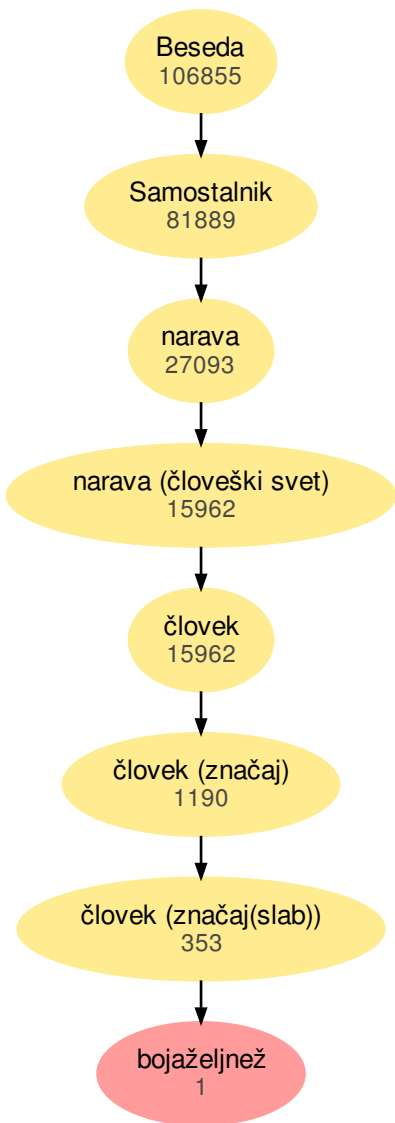 Beseda
106855
Samostalnik
81889
narava
27093
narava (človeški svet)
15962
človek
15962
človek (značaj)
1190
človek (značaj(slab))
353
bojaželjnež
1